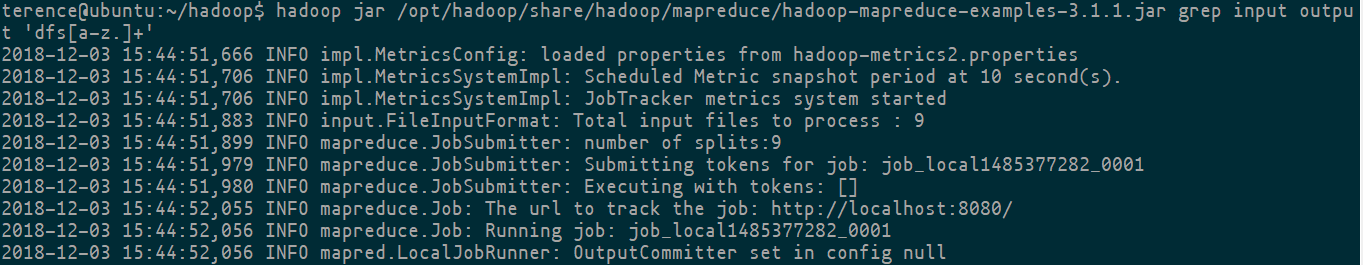 terence@ubuntu:~/hadoop$ hadoop jar /opt/hadoop/share/hadoop/mapreduce/hadoop-mapreduce-examples-3.1.1.jar grep input outpu
t 'dfs[a-z.]+'
2018-12-03 15:44:51,666 INFO impl.MetricsConfig: loaded properties from hadoop-metrics2.properties
2018-12-03 15:44:51,706 INFO impl.MetricsSystemImpl: Scheduled Metric snapshot period at 10 second(s).
2018-12-03 15:44:51,706 INFO impl.MetricsSystemImpl: JobTracker metrics system started
2018-12-03 15:44:51,883 INFO input.FileInputFormat: Total input files to process : 9
2018-12-03 15:44:51,899 INFO mapreduce.JobSubmitter: number of splits:9
2018-12-03 15:44:51,979 INFO mapreduce.JobSubmitter: Submitting tokens for job: job_local1485377282_0001
2018-12-03 15:44:51,980 INFO mapreduce.JobSubmitter: Executing with tokens: []
2018-12-03 15:44:52,055 INFO mapreduce.Job: The url to track the job: http://localhost:8080/
2018-12-03 15:44:52,056 INFO mapreduce.Job: Running job: job_local1485377282_0001
2018-12-03 15:44:52,056 INFO mapred.LocalJobRunner: OutputCommitter set in config null